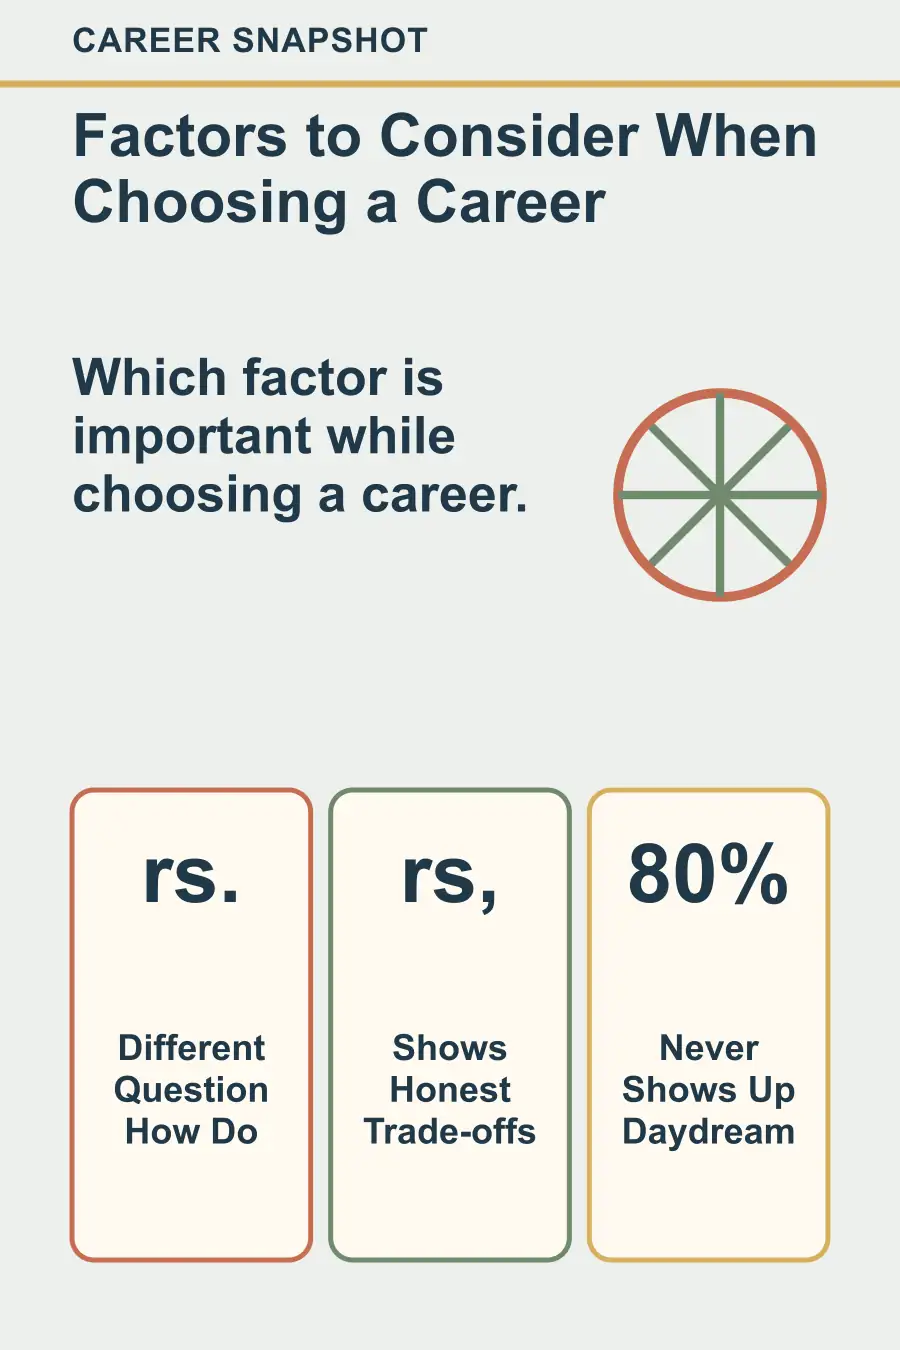 CAREER SNAPSHOT
Factors to Consider When
Choosing a Career
Which factor is
important while
choosing a career.
rs.
Different
Question
How Do
rs,
Shows
Honest
Trade-offs
80%
Never
Shows Up
Daydream